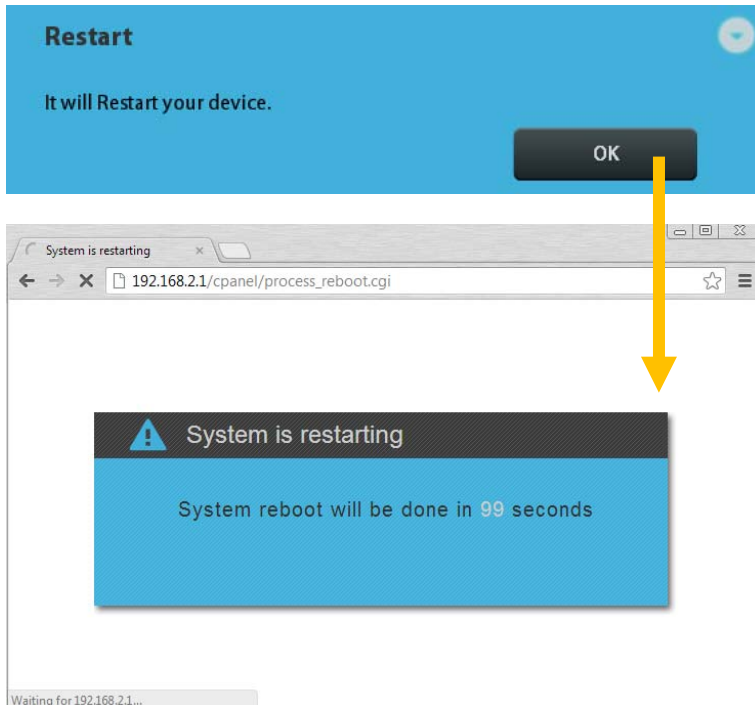 Restart
It will Restart your device.
OK
System is restarting
192.168.2.1/cpanel/process_reboot.cgi
System is restarting
System reboot will be done in 99 seconds
Waiting for 192.168.2.1...